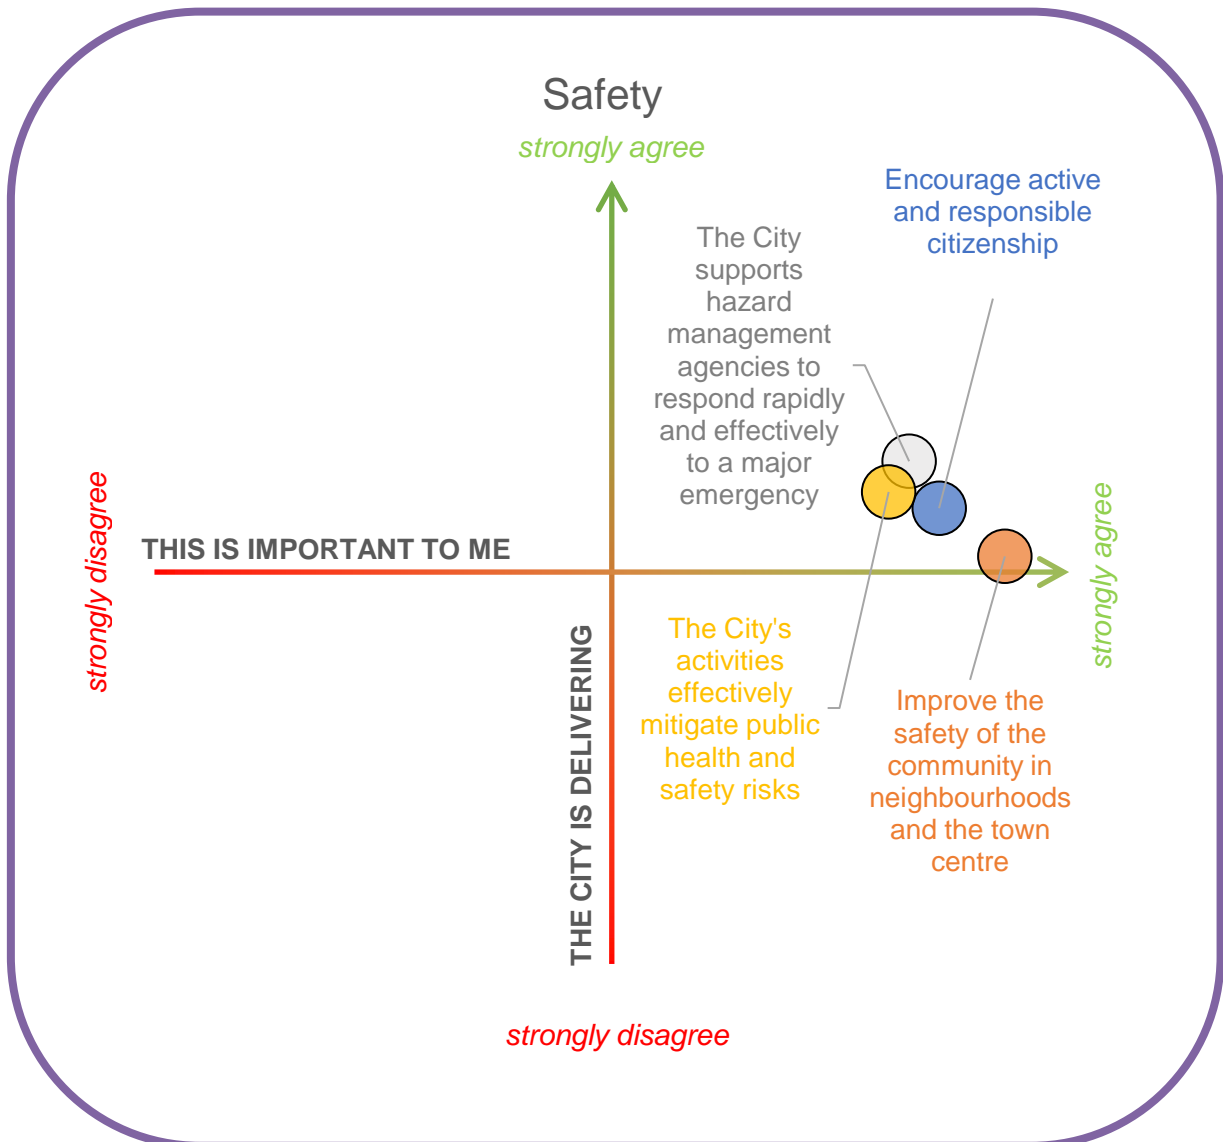 Safety
strongly agree
Encourage active
and responsible
citizenship
The City
supports
hazard
management
agencies to
respond rapidly
and effectively
to a major
emergency
strongly disagree
THIS IS IMPORTANT TO ME
strongly agree
THE CITY IS DELIVERING
The City's
activities
effectively
mitigate public
health and
safety risks
Improve the
safety of the
community in
neighbourhoods
and the town
centre
strongly disagree